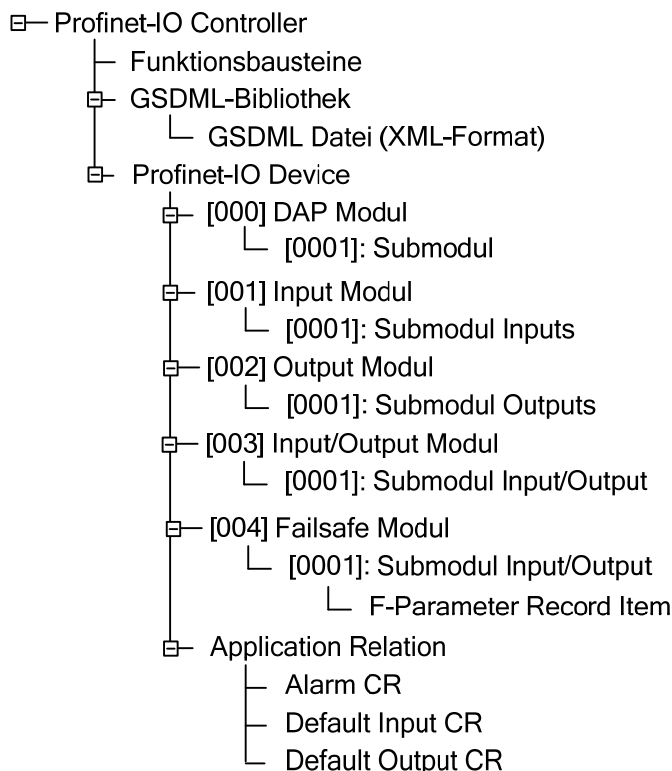 Profinet-IO Controller
Funktionsbausteine
GSDML-Bibliothek
GSDML Datei (XML-Format)
Profinet-IO Device
[000] DAP Modul
[0001]: Submodul
[001] Input Modul
[0001]: Submodul Inputs
[002] Output Modul
[0001]: Submodul Outputs
[003] Input/Output Modul
[0001]: Submodul Input/Output
[004] Failsafe Modul
[0001]: Submodul Input/Output
F-Parameter Record Item
Application Relation
Alarm CR
Default Input CR
Default Output CR